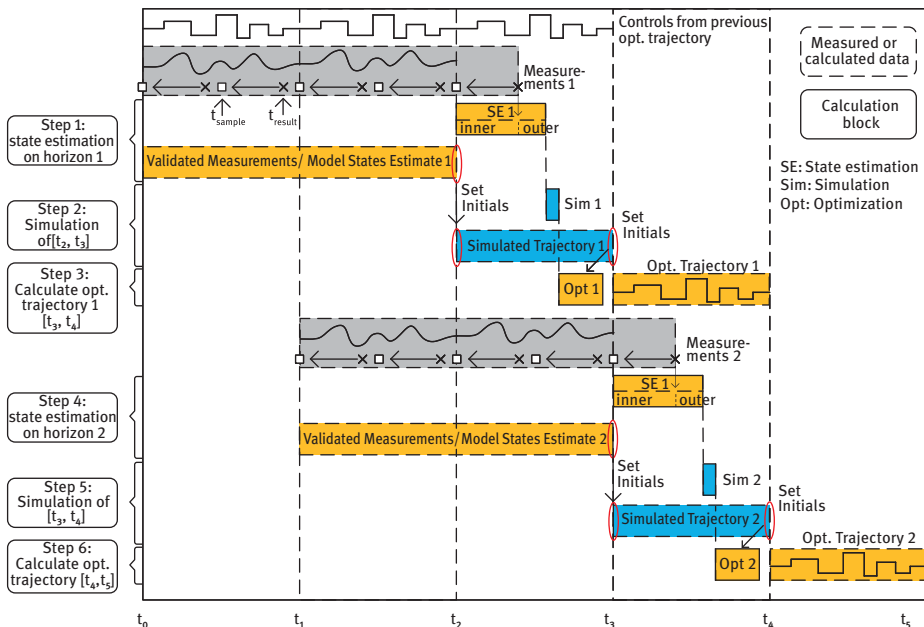 Controls from previous
opt. trajectory
Measured or
calculated data
Measure-
ments 1
t_sample
t_result
Calculation
block
Step 1:
state estimation
on horizon 1
SE 1
inner outer
Validated Measurements/ Model States Estimate 1
SE: State estimation
Sim: Simulation
Opt: Optimization
Step 2:
Simulation
of[t₂, t₃]
Set
Initials
Sim 1
Set
Initials
Simulated Trajectory 1
Step 3:
Calculate opt.
trajectory 1
[t₃, t₄]
Opt 1
Opt. Trajectory 1
Measure-
ments 2
Step 4:
state estimation
on horizon 2
SE 1
inner outer
Validated Measurements/Model States Estimate 2
Step 5:
Simulation of
[t₃, t₄]
Set
Initials
Sim 2
Set
Initials
Simulated Trajectory 2
Step 6:
Calculate opt.
trajectory [t₄,t₅]
Opt 2
Opt. Trajectory 2
t₀ t₁ t₂ t₃ t₄ t₅